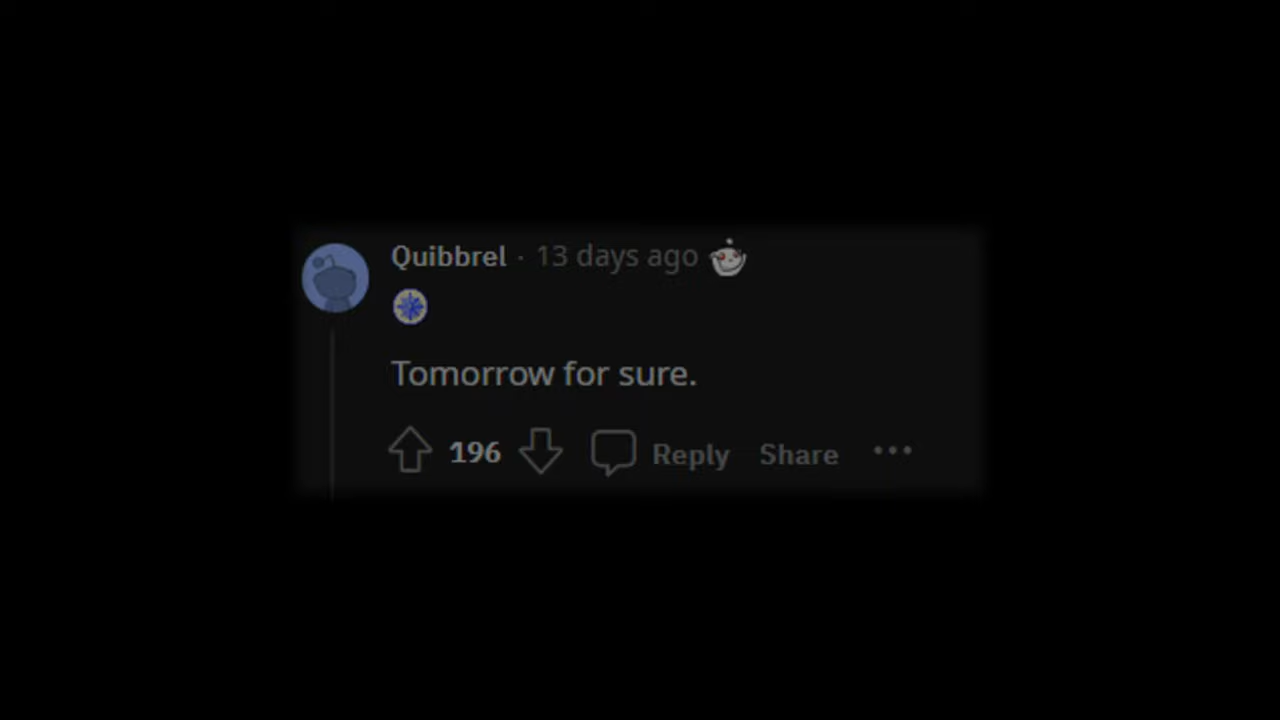 Quibbrel · 13 days ago
Tomorrow for sure.
196 Reply Share ...